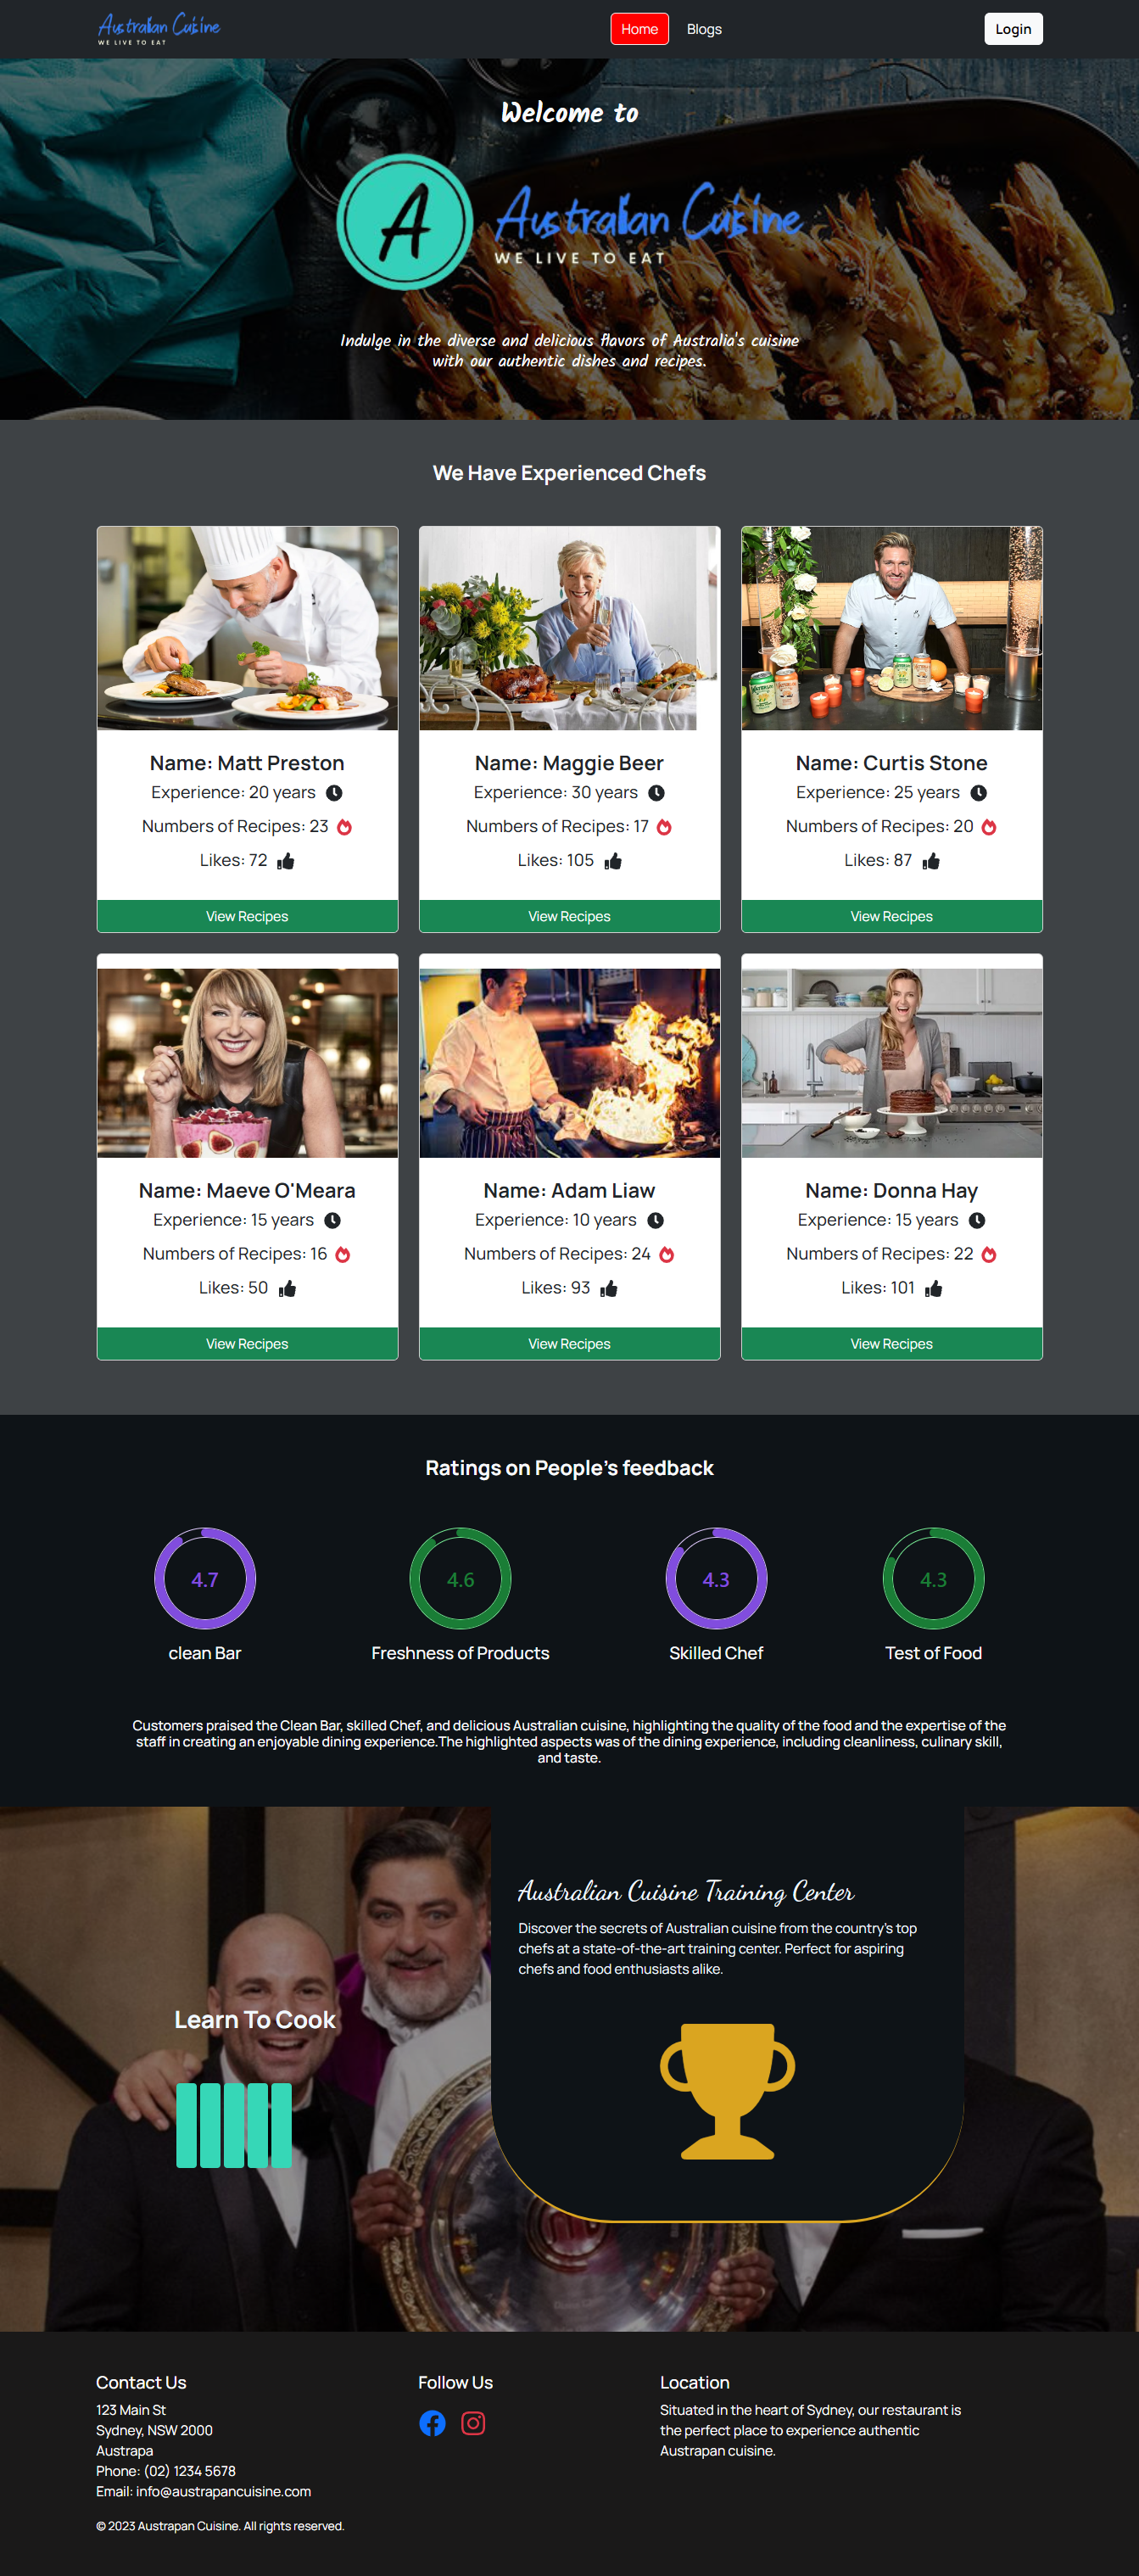 Australian Cuisine
WE LIVE TO EAT
Home
Blogs
Login
Welcome to
A
Australian Cuisine
WE LIVE TO EAT
Indulge in the diverse and delicious flavors of Australia's cuisine
with our authentic dishes and recipes.
We Have Experienced Chefs
Name: Matt Preston
Experience: 20 years
Numbers of Recipes: 23
Likes: 72
View Recipes
Name: Maggie Beer
Experience: 30 years
Numbers of Recipes: 17
Likes: 105
View Recipes
Name: Curtis Stone
Experience: 25 years
Numbers of Recipes: 20
Likes: 87
View Recipes
Name: Maeve O'Meara
Experience: 15 years
Numbers of Recipes: 16
Likes: 50
View Recipes
Name: Adam Liaw
Experience: 10 years
Numbers of Recipes: 24
Likes: 93
View Recipes
Name: Donna Hay
Experience: 15 years
Numbers of Recipes: 22
Likes: 101
View Recipes
Ratings on People's feedback
4.7
clean Bar
4.6
Freshness of Products
4.3
Skilled Chef
4.3
Test of Food
Customers praised the Clean Bar, skilled Chef, and delicious Australian cuisine, highlighting the quality of the food and the expertise of the
staff in creating an enjoyable dining experience.The highlighted aspects was of the dining experience, including cleanliness, culinary skill,
and taste.
Learn To Cook
Australian Cuisine Training Center
Discover the secrets of Australian cuisine from the country's top
chefs at a state-of-the-art training center. Perfect for aspiring
chefs and food enthusiasts alike.
Contact Us
123 Main St
Sydney, NSW 2000
Austrapa
Phone: (02) 1234 5678
Email: info@austrapancuisine.com
© 2023 Austrapan Cuisine. All rights reserved.
Follow Us
Location
Situated in the heart of Sydney, our restaurant is
the perfect place to experience authentic
Austrapan cuisine.